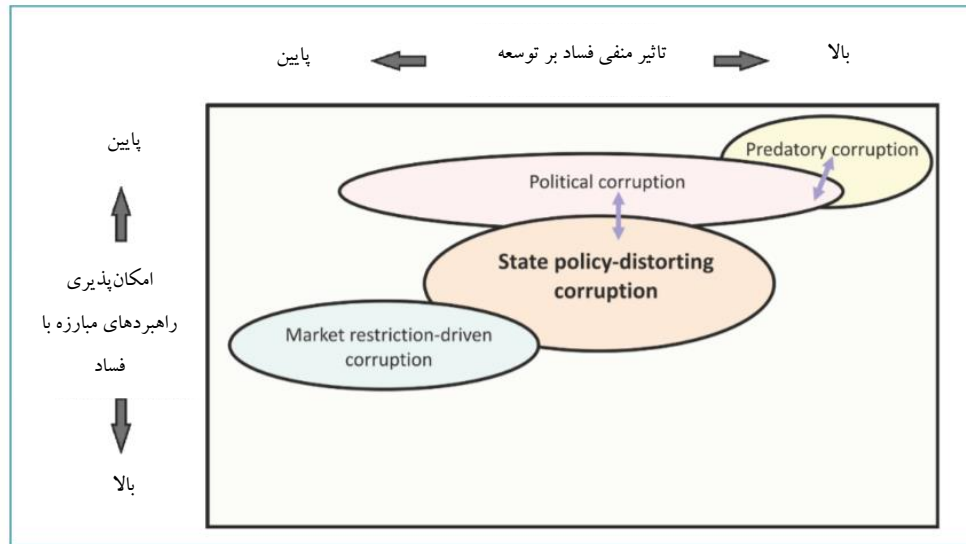 بالا
تاثیر منفی فساد بر توسعه
پایین
پایین
امکان‌پذیری
راهبردهای مبارزه با
فساد
بالا
Predatory corruption
Political corruption
State policy-distorting
corruption
Market restriction-driven
corruption